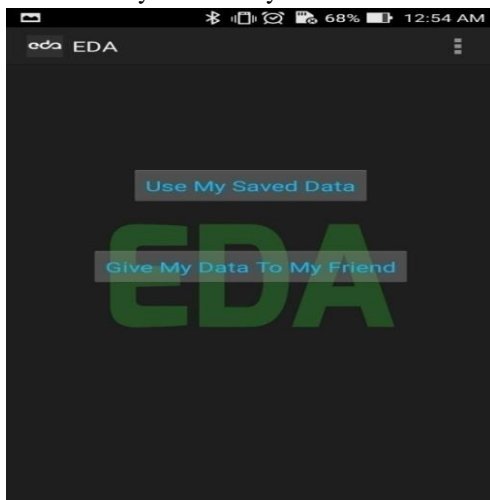 68% 12:54 AM
eda EDA
Use My Saved Data
EDA
Give My Data To My Friend